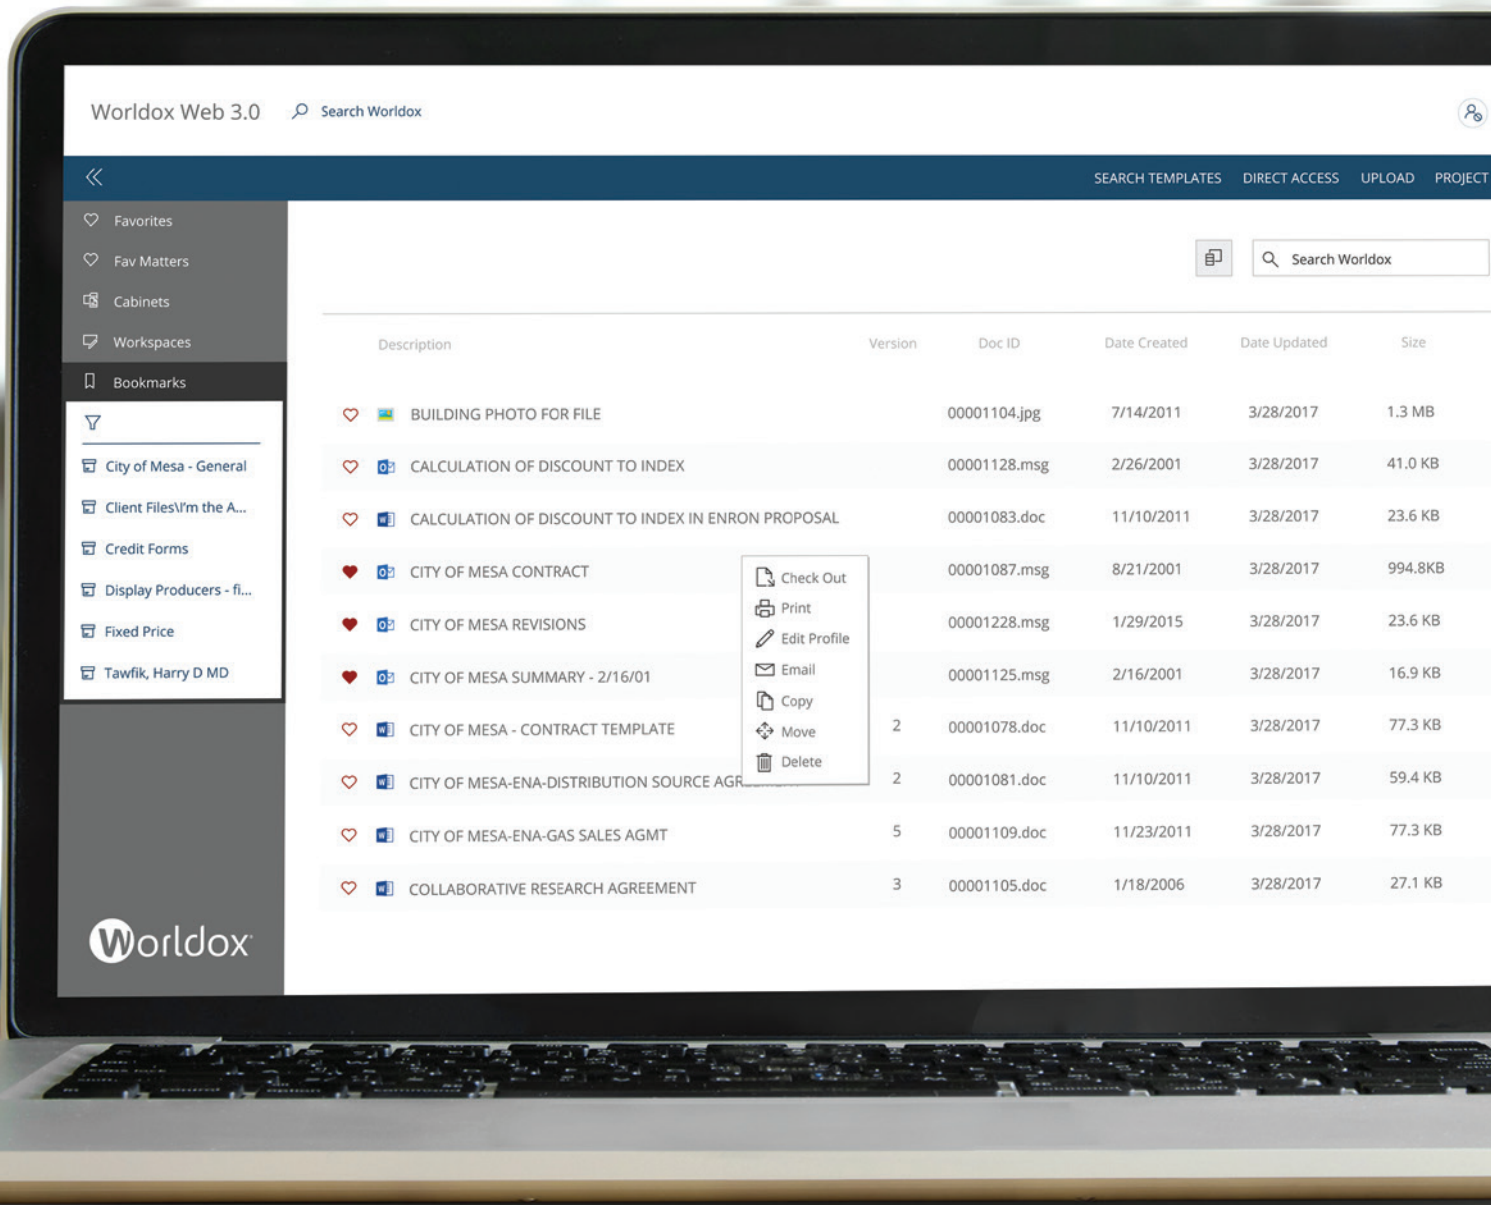 Worldox Web 3.0 Search Worldox
SEARCH TEMPLATES DIRECT ACCESS UPLOAD PROJECT
Favorites
Fav Matters
Cabinets
Workspaces
Bookmarks
City of Mesa - General
Client Files\I'm the A...
Credit Forms
Display Producers - fi...
Fixed Price
Tawfik, Harry D MD
Worldox
Search Worldox
Description Version Doc ID Date Created Date Updated Size
BUILDING PHOTO FOR FILE 00001104.jpg 7/14/2011 3/28/2017 1.3 MB
CALCULATION OF DISCOUNT TO INDEX 00001128.msg 2/26/2001 3/28/2017 41.0 KB
CALCULATION OF DISCOUNT TO INDEX IN ENRON PROPOSAL 00001083.doc 11/10/2011 3/28/2017 23.6 KB
CITY OF MESA CONTRACT 00001087.msg 8/21/2001 3/28/2017 994.8KB
CITY OF MESA REVISIONS 00001228.msg 1/29/2015 3/28/2017 23.6 KB
CITY OF MESA SUMMARY - 2/16/01 00001125.msg 2/16/2001 3/28/2017 16.9 KB
CITY OF MESA - CONTRACT TEMPLATE 2 00001078.doc 11/10/2011 3/28/2017 77.3 KB
CITY OF MESA-ENA-DISTRIBUTION SOURCE 2 00001081.doc 11/10/2011 3/28/2017 59.4 KB
CITY OF MESA-ENA-GAS SALES AGMT 5 00001109.doc 11/23/2011 3/28/2017 77.3 KB
COLLABORATIVE RESEARCH AGREEMENT 3 00001105.doc 1/18/2006 3/28/2017 27.1 KB
Check Out
Print
Edit Profile
Email
Copy
Move
Delete